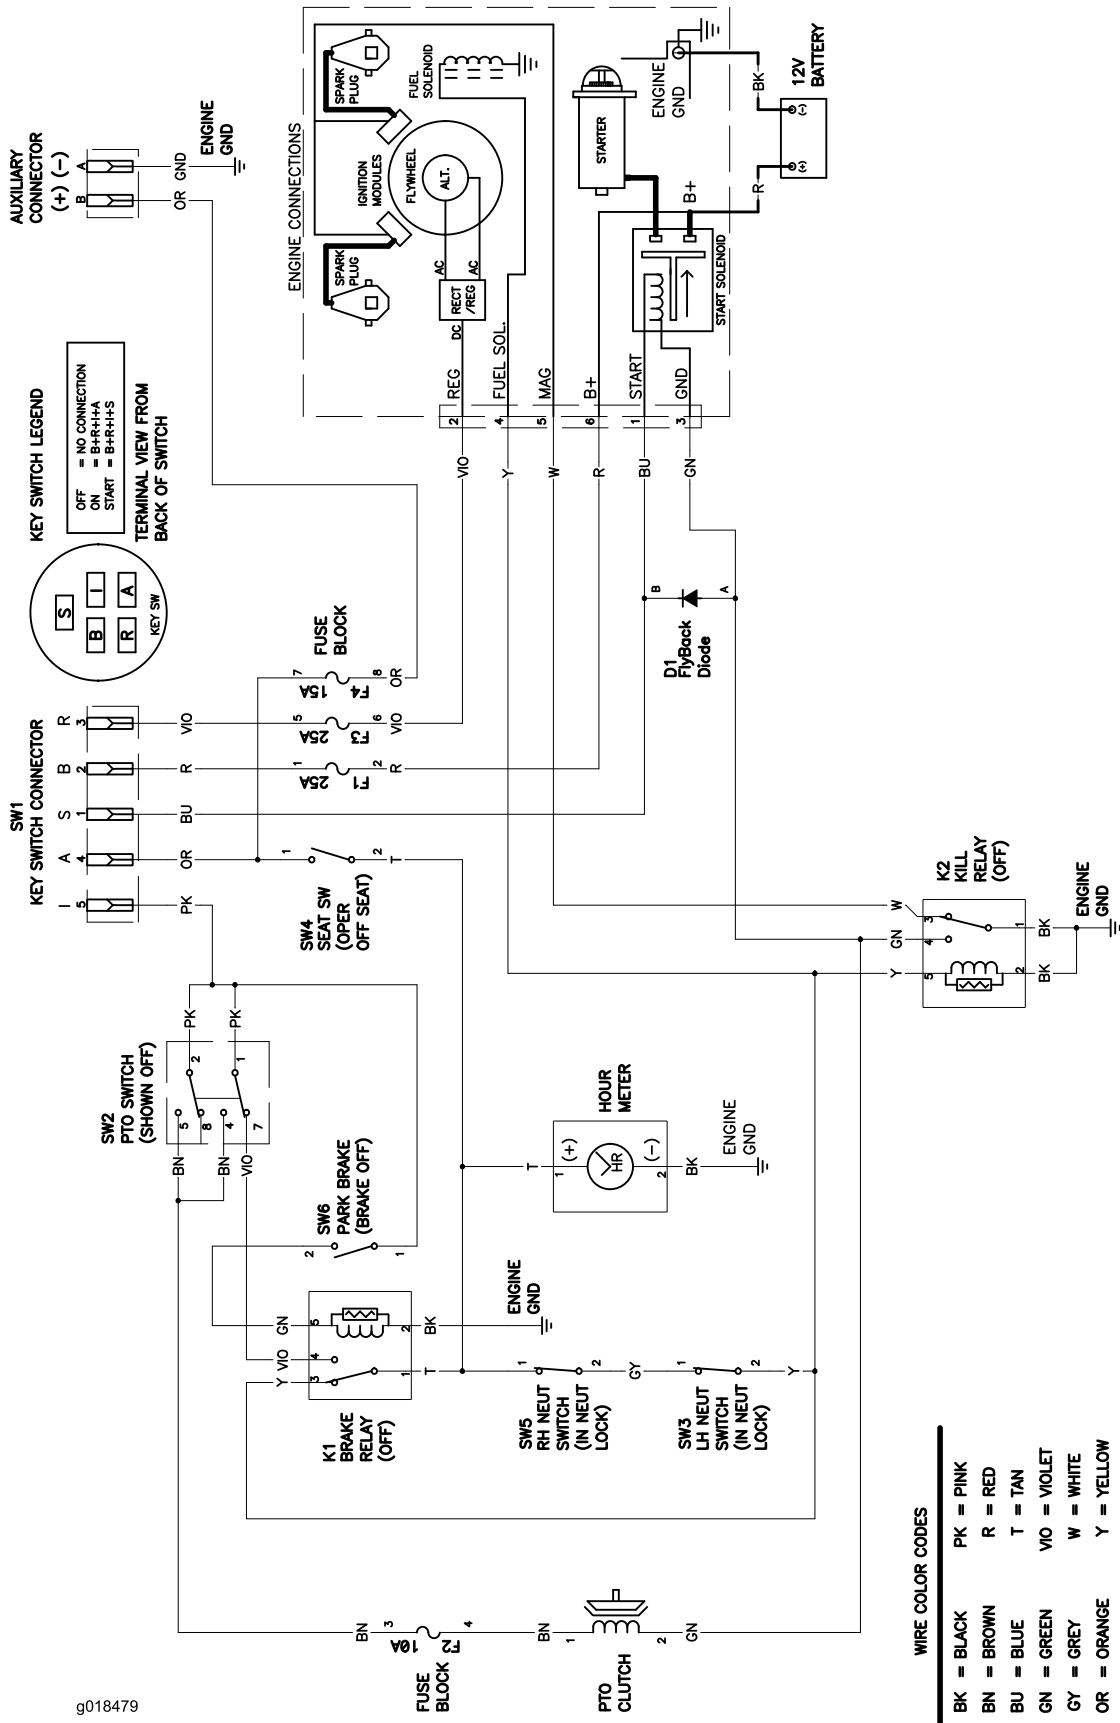 g018479
AUXILIARY
CONNECTOR
(+) (-)
B
A
OR
GND
ENGINE
GND
KEY SWITCH LEGEND
OFF = NO CONNECTION
ON = B+R+I+A
START = B+R+I+S
TERMINAL VIEW FROM
BACK OF SWITCH
S
B
I
R
A
KEY SW
SW1
KEY SWITCH CONNECTOR
I
A
S
B
R
5
4
1
2
3
PK
OR
BU
R
VIO
ENGINE CONNECTIONS
SPARK
PLUG
SPARK
PLUG
IGNITION
MODULES
FLYWHEEL
ALT.
FUEL
SOLENOID
AC
AC
RECT
/REG
DC
STARTER
ENGINE
GND
B+
START SOLENOID
BK
R
12V
BATTERY
(-)
(+)
REG
FUEL SOL.
MAG
B+
START
GND
2
4
5
6
1
3
VIO
Y
W
R
BU
GN
FUSE
BLOCK
7
15A
F4
8
OR
5
25A
F3
6
VIO
1
25A
F1
2
R
B
A
D1
FlyBack
Diode
SW4
SEAT SW
(OPER
OFF SEAT)
1
2
T
SW2
PTO SWITCH
(SHOWN OFF)
PK
PK
2
1
5
8
4
7
BN
BN
VIO
SW6
PARK BRAKE
(BRAKE OFF)
2
1
HOUR
METER
T
1
(+)
HR
(-)
2
BK
ENGINE
GND
K2
KILL
RELAY
(OFF)
W
GN
Y
3
4
5
1
2
BK
BK
ENGINE
GND
K1
BRAKE
RELAY
(OFF)
GN
VIO
Y
5
4
3
2
1
BK
T
ENGINE
GND
SW5
RH NEUT
SWITCH
(IN NEUT
LOCK)
1
2
GY
SW3
LH NEUT
SWITCH
(IN NEUT
LOCK)
1
2
Y
BN
3
10A
F2
4
FUSE
BLOCK
BN
1
2
GN
PTO
CLUTCH
WIRE COLOR CODES
BK = BLACK PK = PINK
BN = BROWN R = RED
BU = BLUE T = TAN
GN = GREEN VIO = VIOLET
GY = GREY W = WHITE
OR = ORANGE Y = YELLOW